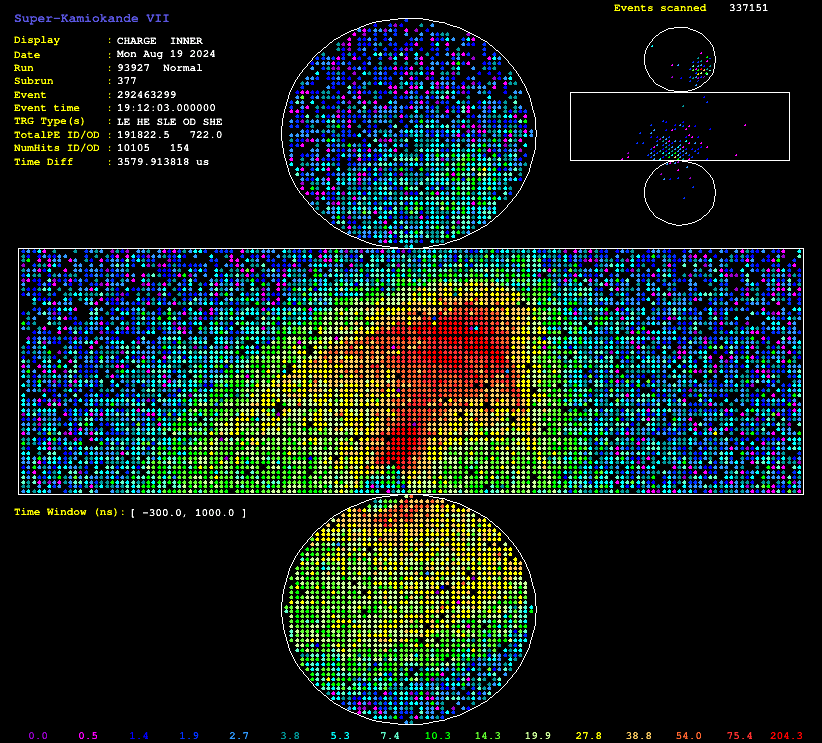 Super-Kamiokande VII
Events scanned 337151
Display : CHARGE INNER
Date : Mon Aug 19 2024
Run : 93927 Normal
Subrun : 377
Event : 292463299
Event time : 19:12:03.000000
TRG Type(s) : LE HE SLE OD SHE
TotalPE ID/OD : 191822.5 722.0
NumHits ID/OD : 10105 154
Time Diff : 3579.913818 us
Time Window (ns): [ -300.0, 1000.0 ]
0.0 0.5 1.4 1.9 2.7 3.8 5.3 7.4 10.3 14.3 19.9 27.8 38.8 54.0 75.4 204.3